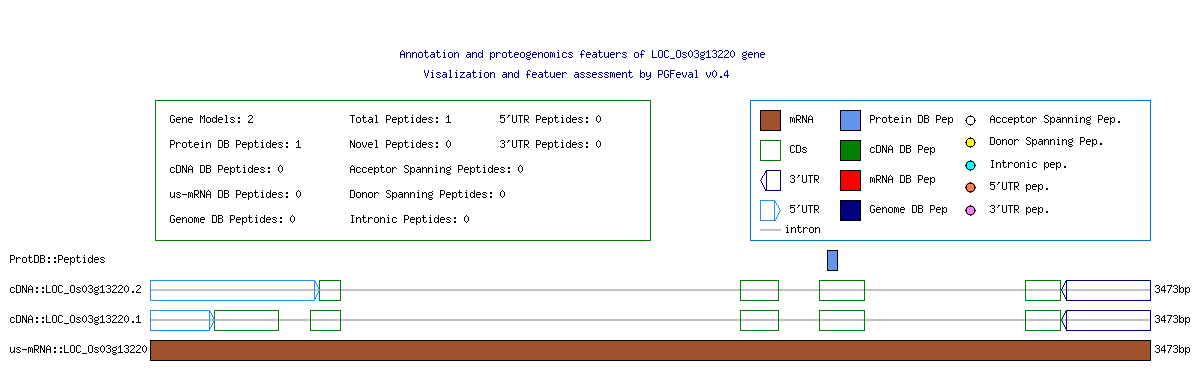 Annotation and proteogenomics featuers of LOC_Os03g13220 gene
Visalization and featuer assessment by PGFeval v0.4
Gene Models: 2 Total Peptides: 1 5'UTR Peptides: 0
Protein DB Peptides: 1 Novel Peptides: 0 3'UTR Peptides: 0
cDNA DB Peptides: 0 Acceptor Spanning Peptides: 0
us-mRNA DB Peptides: 0 Donor Spanning Peptides: 0
Genome DB Peptides: 0 Intronic Peptides: 0
mRNA Protein DB Pep Acceptor Spanning Pep.
CDs cDNA DB Pep Donor Spanning Pep.
3'UTR mRNA DB Pep Intronic pep.
5'UTR Genome DB Pep 5'UTR pep.
intron 3'UTR pep.
ProtDB::Peptides
cDNA::LOC_Os03g13220.2 3473bp
cDNA::LOC_Os03g13220.1 3473bp
us-mRNA::LOC_Os03g13220 3473bp